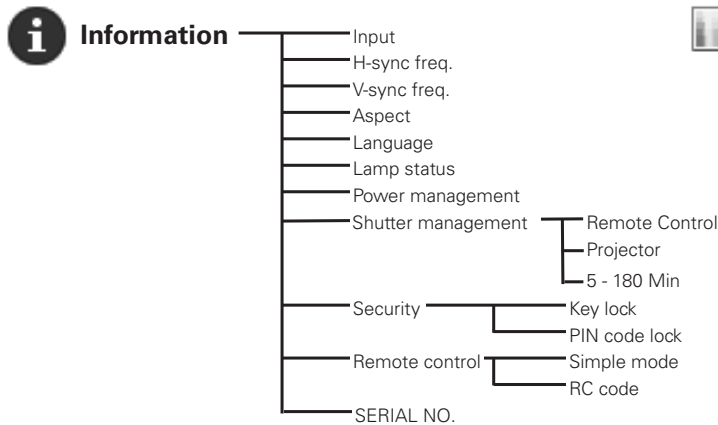 i Information
Input
H-sync freq.
V-sync freq.
Aspect
Language
Lamp status
Power management
Shutter management
Remote Control
Projector
5 - 180 Min
Security
Key lock
PIN code lock
Remote control
Simple mode
RC code
SERIAL NO.